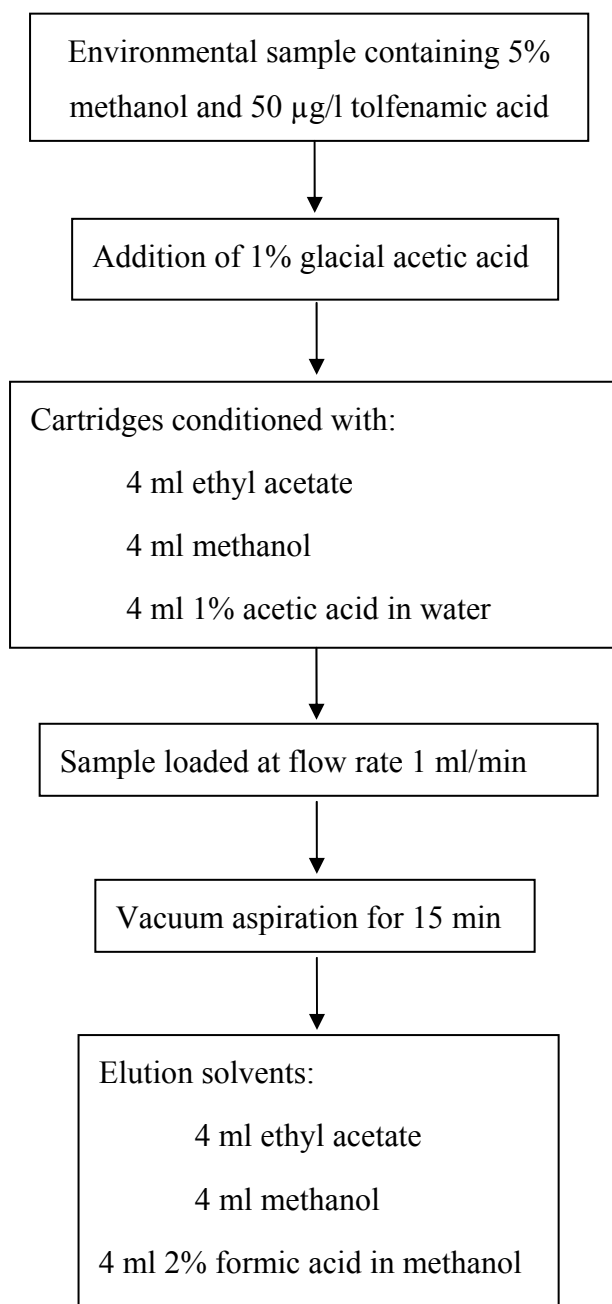 Environmental sample containing 5%
methanol and 50 µg/l tolfenamic acid
Addition of 1% glacial acetic acid
Cartridges conditioned with:
4 ml ethyl acetate
4 ml methanol
4 ml 1% acetic acid in water
Sample loaded at flow rate 1 ml/min
Vacuum aspiration for 15 min
Elution solvents:
4 ml ethyl acetate
4 ml methanol
4 ml 2% formic acid in methanol